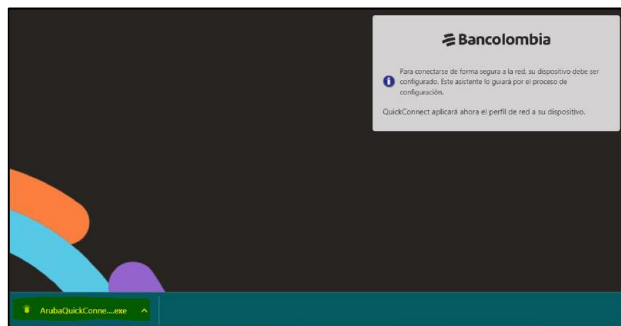 Bancolombia
Para conectarse de forma segura a la red, su dispositivo debe ser
configurado. Este asistente lo guiará por el proceso de
configuración.
QuickConnect aplicará ahora el perfil de red a su dispositivo.
ArubaQuickConne....exe